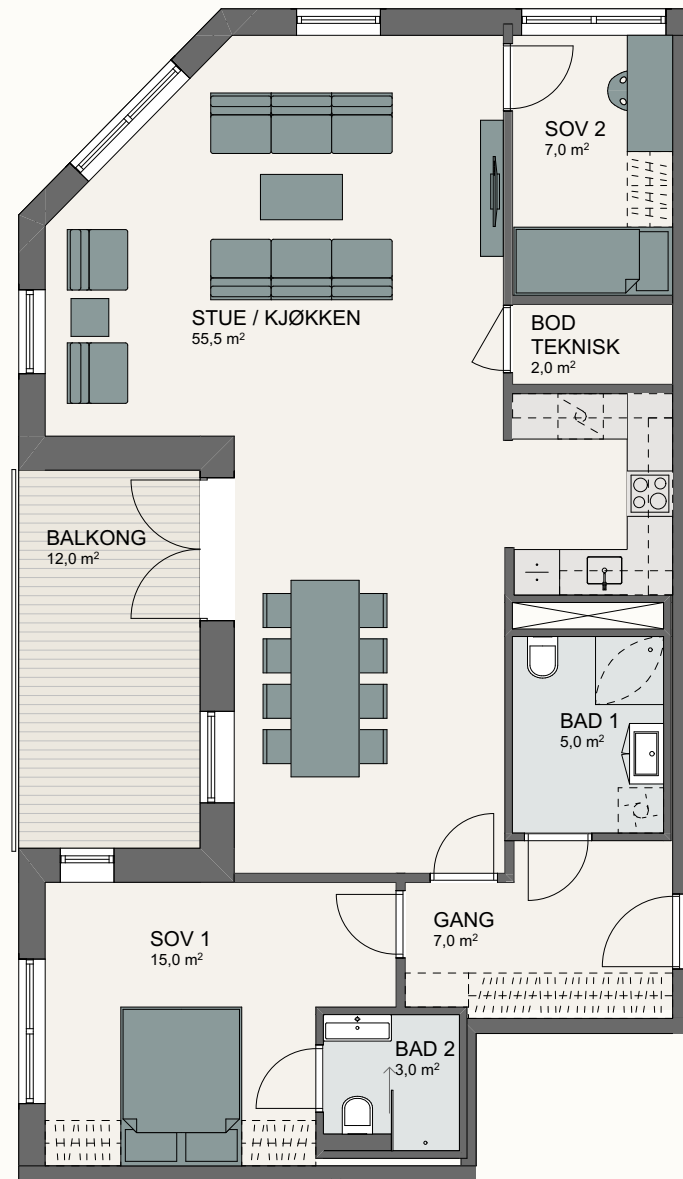 SOV 2
7,0 m²
STUE / KJØKKEN
55,5 m²
BOD
TEKNISK
2,0 m²
BALKONG
12,0 m²
BAD 1
5,0 m²
GANG
7,0 m²
SOV 1
15,0 m²
BAD 2
3,0 m²